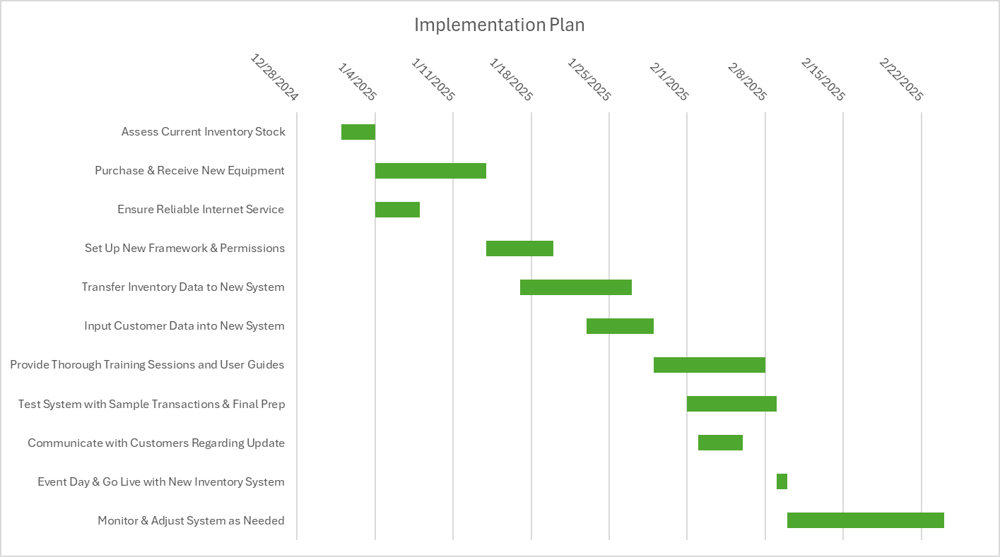 Implementation Plan
12/28/2024
1/4/2025
1/11/2025
1/18/2025
1/25/2025
2/1/2025
2/8/2025
2/15/2025
2/22/2025
Assess Current Inventory Stock
Purchase & Receive New Equipment
Ensure Reliable Internet Service
Set Up New Framework & Permissions
Transfer Inventory Data to New System
Input Customer Data into New System
Provide Thorough Training Sessions and User Guides
Test System with Sample Transactions & Final Prep
Communicate with Customers Regarding Update
Event Day & Go Live with New Inventory System
Monitor & Adjust System as Needed